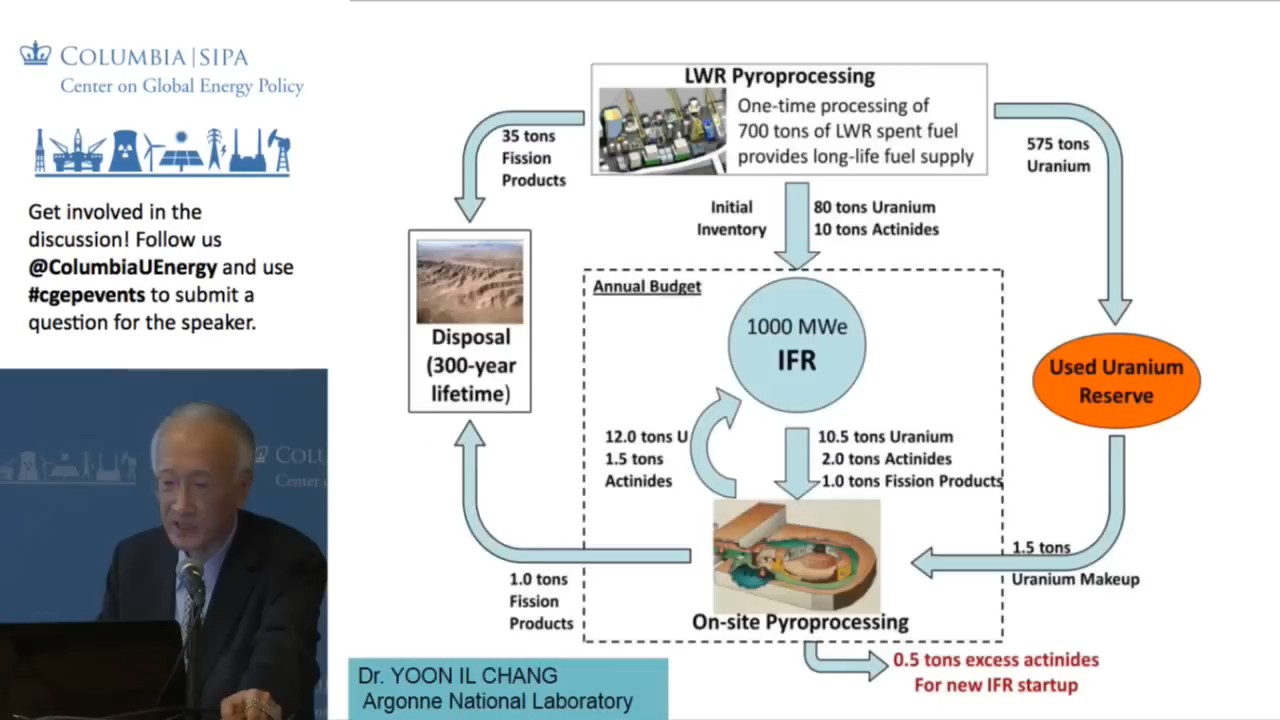 COLUMBIA|SIPA
Center on Global Energy Policy
Get involved in the
discussion! Follow us
@ColumbiaUEnergy and use
#cgepevents to submit a
question for the speaker.
LWR Pyroprocessing
One-time processing of
700 tons of LWR spent fuel
provides long-life fuel supply
35 tons
Fission
Products
575 tons
Uranium
Initial
Inventory
80 tons Uranium
10 tons Actinides
Disposal
(300-year
lifetime)
Annual Budget
1000 MWe
IFR
Used Uranium
Reserve
12.0 tons U
1.5 tons
Actinides
10.5 tons Uranium
2.0 tons Actinides
1.0 tons Fission Products
1.5 tons
Uranium Makeup
1.0 tons
Fission
Products
On-site Pyroprocessing
0.5 tons excess actinides
For new IFR startup
COLU
Center
Dr. YOON IL CHANG
Argonne National Laboratory